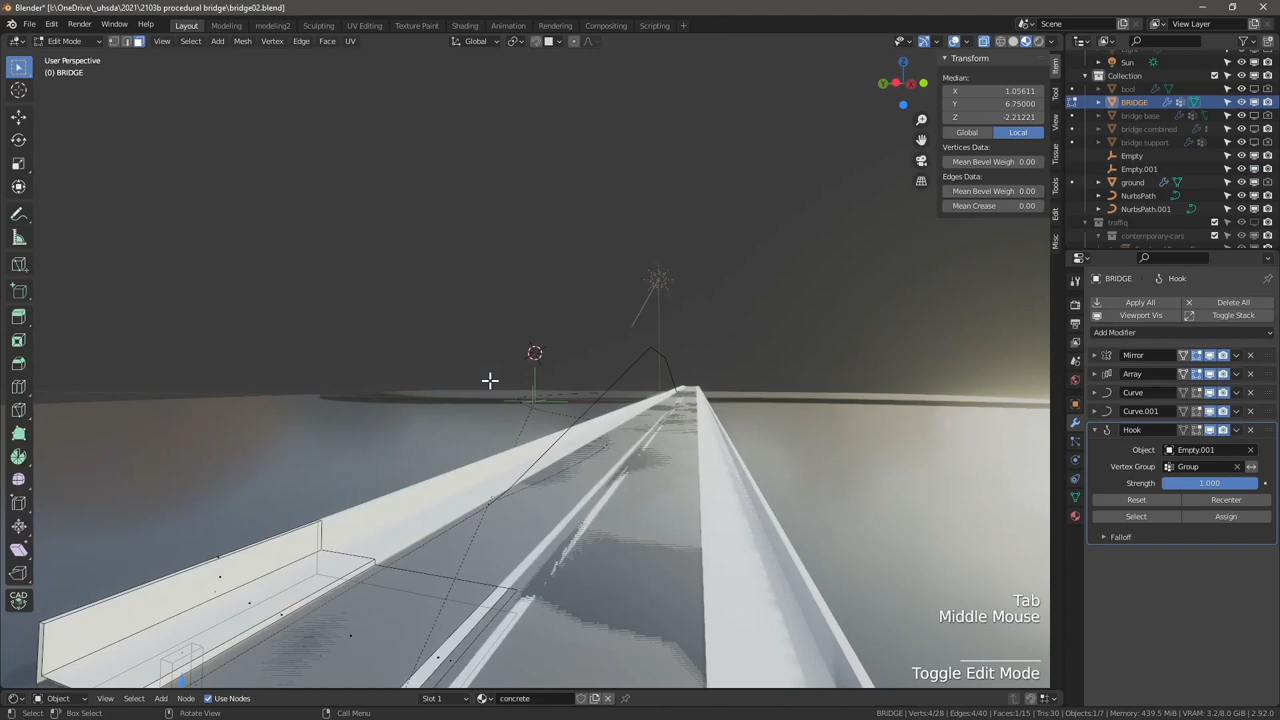 Blender* [I:\OneDrive\_uhsda\2021\2103b procedural bridge\bridge02.blend]
File Edit Render Window Help Layout Modeling modeling2 Sculpting UV Editing Texture Paint Shading Animation Rendering Compositing Scripting Scene View Layer
Edit Mode View Select Add Mesh Vertex Edge Face UV Global
User Perspective
(0) BRIDGE
Transform
Median:
X 1.05611
Y 6.75000
Z -2.21221
Global Local
Vertices Data:
Mean Bevel Weigh 0.00
Edges Data:
Mean Bevel Weigh 0.00
Mean Crease 0.00
Item
Tool
View
Tissue
Tools
Edit
Misc
Z
Y
X
CAD
Sun
Collection
bool
BRIDGE
bridge base
bridge combined
bridge support
Empty
Empty.001
ground
NurbsPath
NurbsPath.001
traffiq
contemporary-cars
BRIDGE Hook
Apply All Delete All
Viewport Vis Toggle Stack
Add Modifier
Mirror
Array
Curve
Curve.001
Hook
Object Empty.001
Vertex Group Group
Strength 1.000
Reset Recenter
Select Assign
Falloff
Tab
Middle Mouse
Toggle Edit Mode
Object View Select Add Node Use Nodes Slot 1 concrete
Select Box Select Rotate View Call Menu BRIDGE | Verts:4/28 | Edges:4/40 | Faces:1/15 | Tris:30 | Objects:1/7 | Memory: 439.5 MiB | VRAM: 3.2/8.0 GiB | 2.92.0